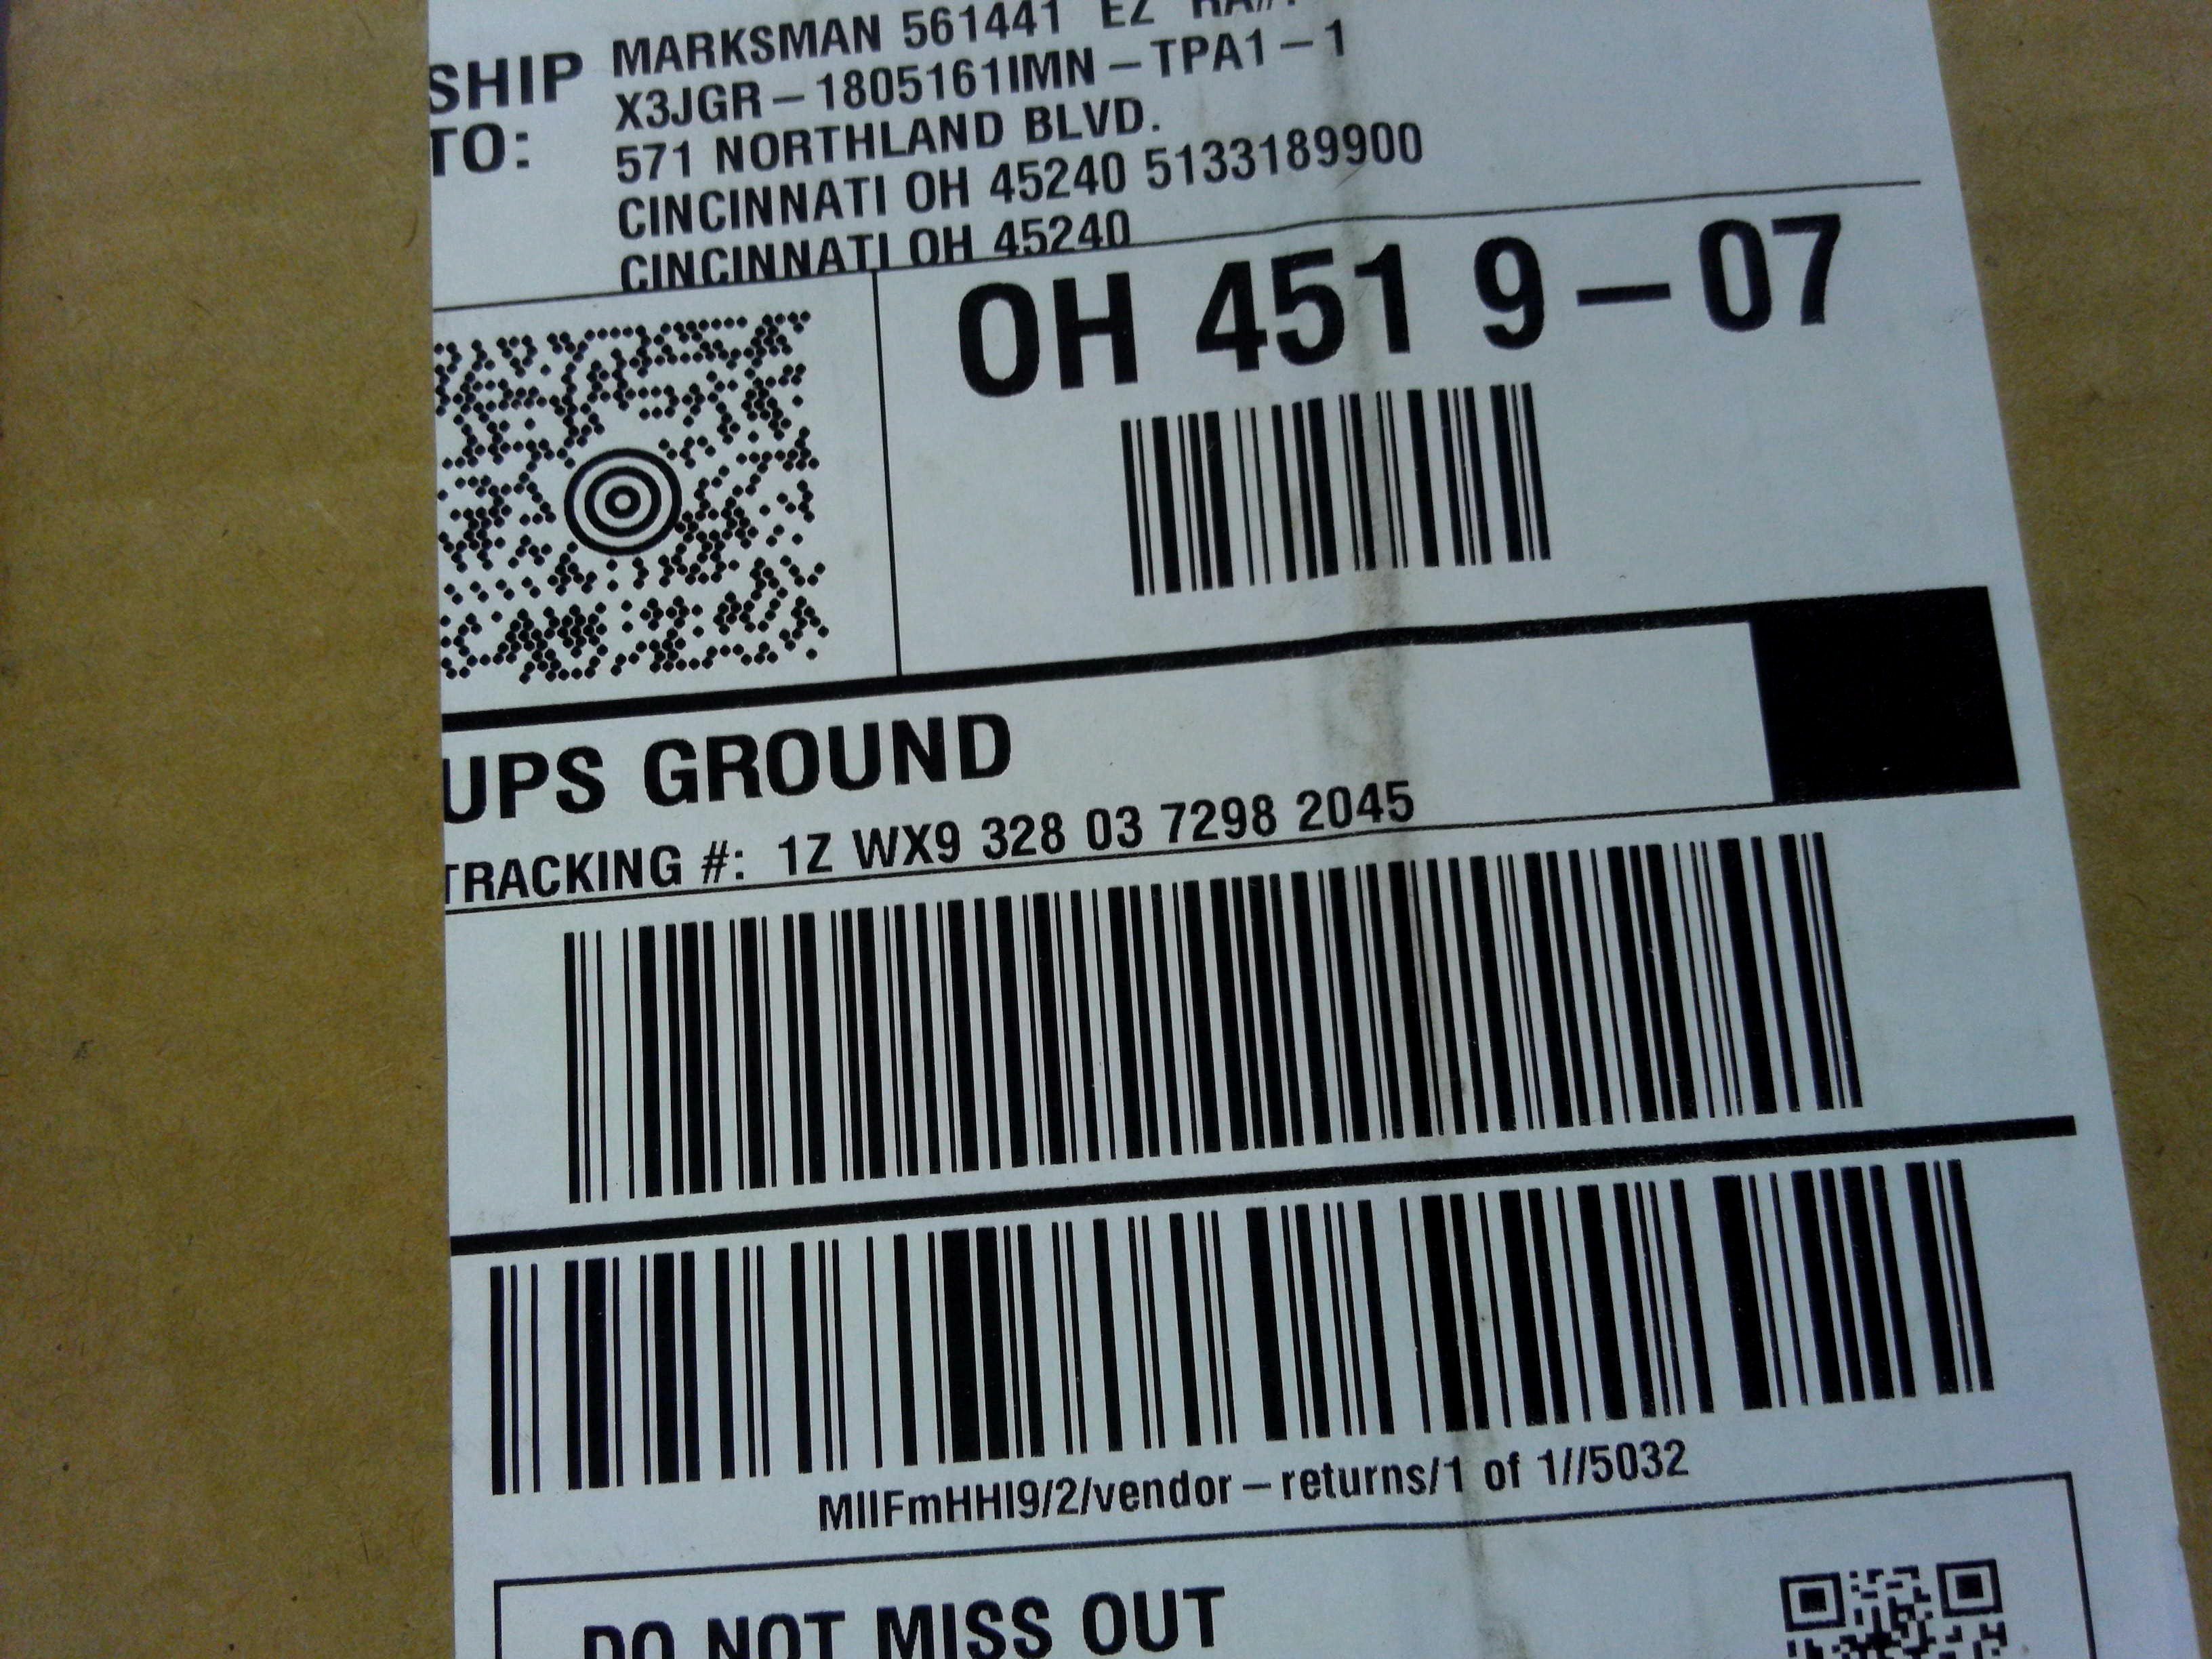 SHIP TO: MARKSMAN 561441 EZ
X3JGR-1805161IMN-TPA1-1
571 NORTHLAND BLVD.
CINCINNATI OH 45240 5133189900
CINCINNATI OH 45240
OH 451 9-07
UPS GROUND
TRACKING #: 1Z WX9 328 03 7298 2045
MIIFmHHI9/2/vendor-returns/1 of 1//5032
DO NOT MISS OUT